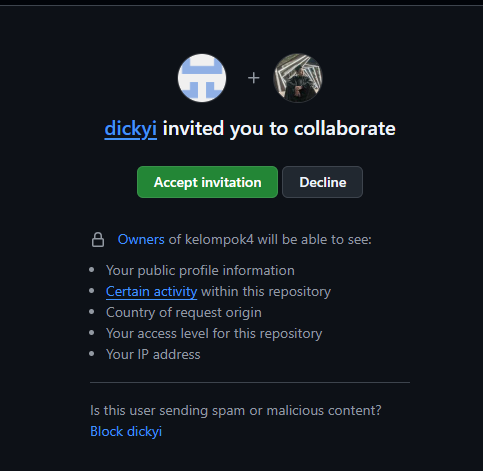 dickyi invited you to collaborate
Accept invitation Decline
Owners of kelompok4 will be able to see:
Your public profile information
Certain activity within this repository
Country of request origin
Your access level for this repository
Your IP address
Is this user sending spam or malicious content?
Block dickyi